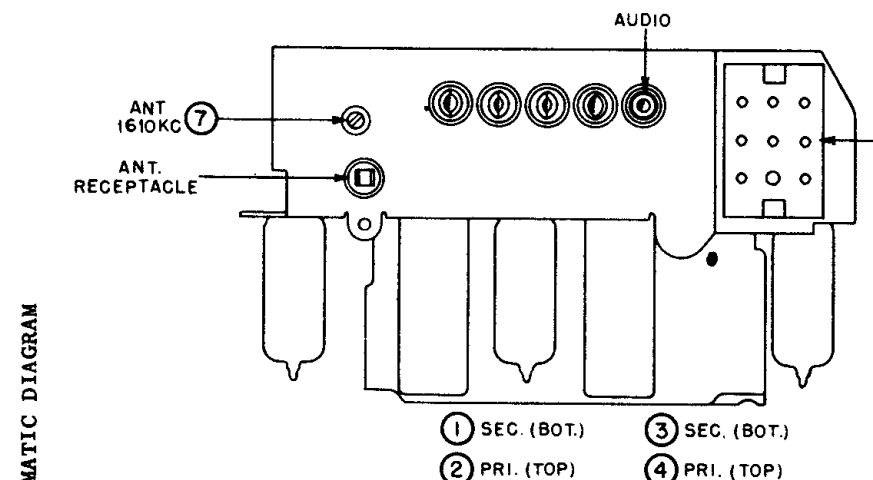 AUDIO
ANT
1610KC 7
ANT.
RECEPTACLE
MATIC DIAGRAM
1 SEC. (BOT.)
3 SEC. (BOT.)
2 PRI. (TOP)
4 PRI. (TOP)